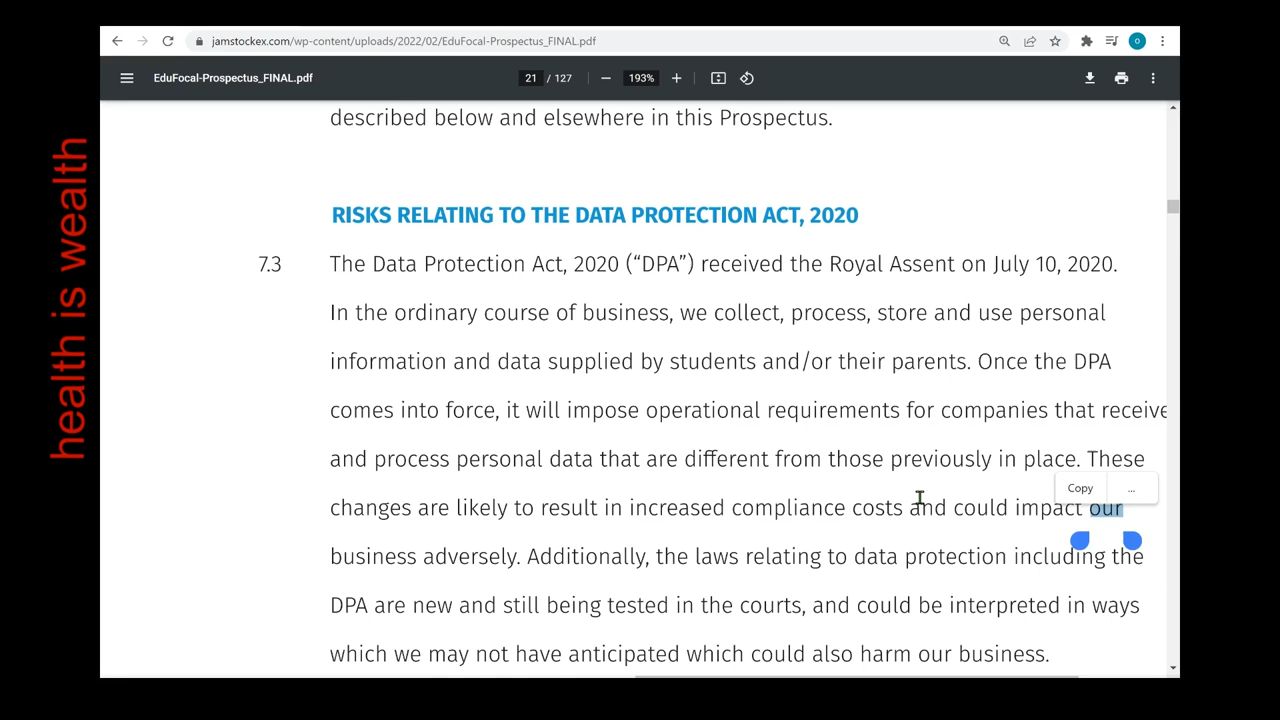 health is wealth
jamstockex.com/wp-content/uploads/2022/02/EduFocal-Prospectus_FINAL.pdf
EduFocal-Prospectus_FINAL.pdf
21 / 127
193%
described below and elsewhere in this Prospectus.
RISKS RELATING TO THE DATA PROTECTION ACT, 2020
7.3 The Data Protection Act, 2020 (“DPA”) received the Royal Assent on July 10, 2020.
In the ordinary course of business, we collect, process, store and use personal
information and data supplied by students and/or their parents. Once the DPA
comes into force, it will impose operational requirements for companies that receive
and process personal data that are different from those previously in place. These
Copy ...
changes are likely to result in increased compliance costs and could impact our
business adversely. Additionally, the laws relating to data protection including the
DPA are new and still being tested in the courts, and could be interpreted in ways
which we may not have anticipated which could also harm our business.